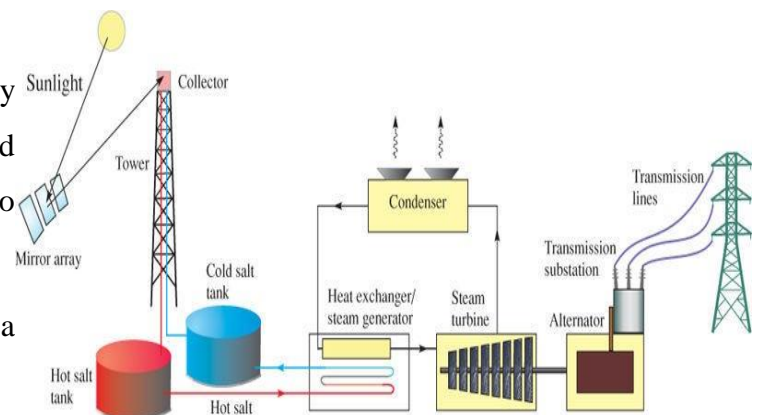 y
Sunlight
Collector
d
Tower
o
Mirror array
Cold salt
tank
a
Hot salt
tank
Hot salt
Condenser
Heat exchanger/
steam generator
Steam
turbine
Transmission
lines
Transmission
substation
Alternator